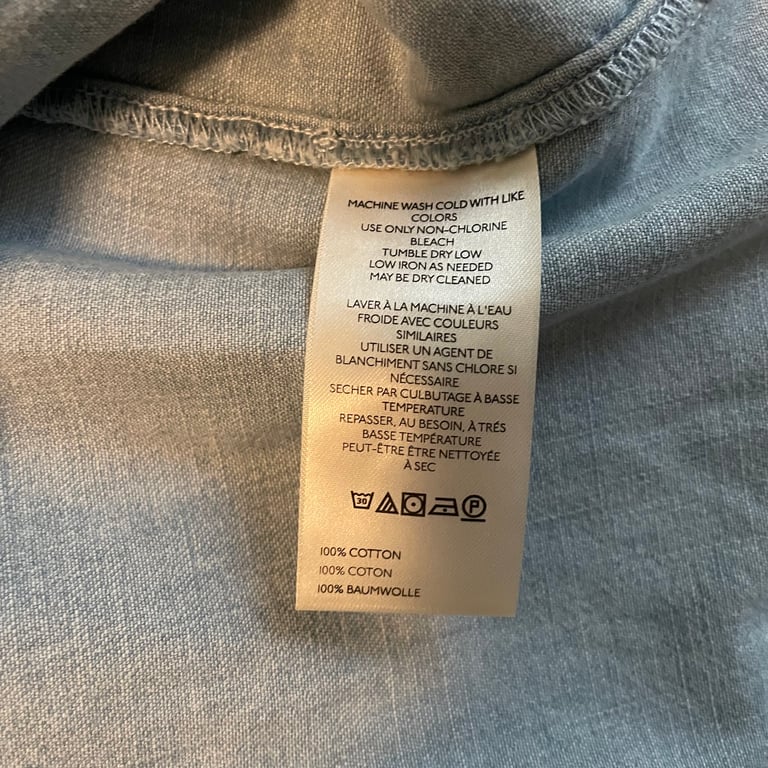 MACHINE WASH COLD WITH LIKE
COLORS
USE ONLY NON-CHLORINE
BLEACH
TUMBLE DRY LOW
LOW IRON AS NEEDED
MAY BE DRY CLEANED
LAVER À LA MACHINE À L'EAU
FROIDE AVEC COULEURS
SIMILAIRES
UTILISER UN AGENT DE
BLANCHIMENT SANS CHLORE SI
NÉCESSAIRE
SECHER PAR CULBUTAGE À BASSE
TEMPERATURE
REPASSER, AU BESOIN, À TRÉS
BASSE TEMPÉRATURE
PEUT-ÊTRE ÊTRE NETTOYÉE
À SEC
30 P
100% COTTON
100% COTON
100% BAUMWOLLE